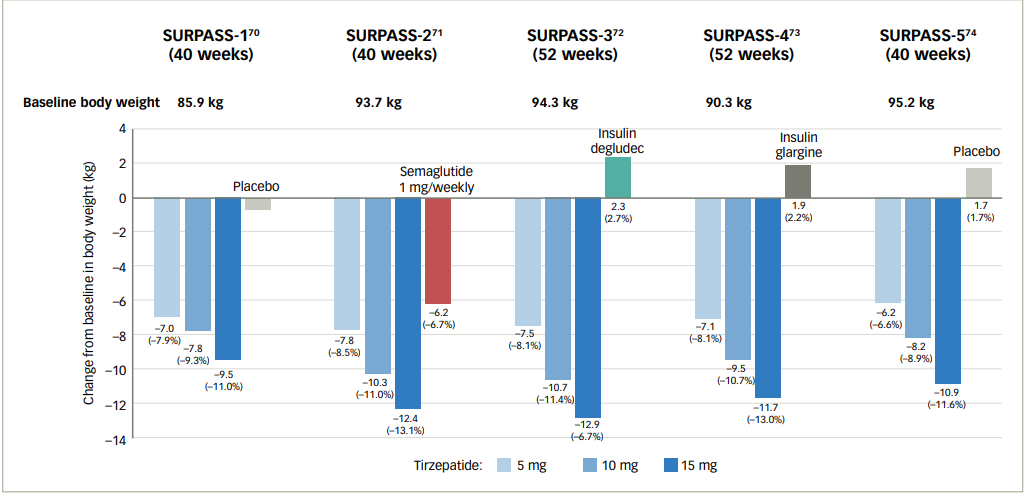 SURPASS-1⁷⁰
(40 weeks)
SURPASS-2⁷¹
(40 weeks)
SURPASS-3⁷²
(52 weeks)
SURPASS-4⁷³
(52 weeks)
SURPASS-5⁷⁴
(40 weeks)
Baseline body weight 85.9 kg 93.7 kg 94.3 kg 90.3 kg 95.2 kg
Change from baseline in body weight (kg)
4
2
0
−2
−4
−6
−8
−10
−12
−14
Placebo
−7.0
(−7.9%)
−7.8
(−9.3%)
−9.5
(−11.0%)
Semaglutide
1 mg/weekly
−7.8
(−8.5%)
−10.3
(−11.0%)
−12.4
(−13.1%)
−6.2
(−6.7%)
Insulin
degludec
−7.5
(−8.1%)
−10.7
(−11.4%)
−12.9
(−6.7%)
2.3
(2.7%)
Insulin
glargine
−7.1
(−8.1%)
−9.5
(−10.7%)
−11.7
(−13.0%)
1.9
(2.2%)
Placebo
−6.2
(−6.6%)
−8.2
(−8.9%)
−10.9
(−11.6%)
1.7
(1.7%)
Tirzepatide: 5 mg 10 mg 15 mg